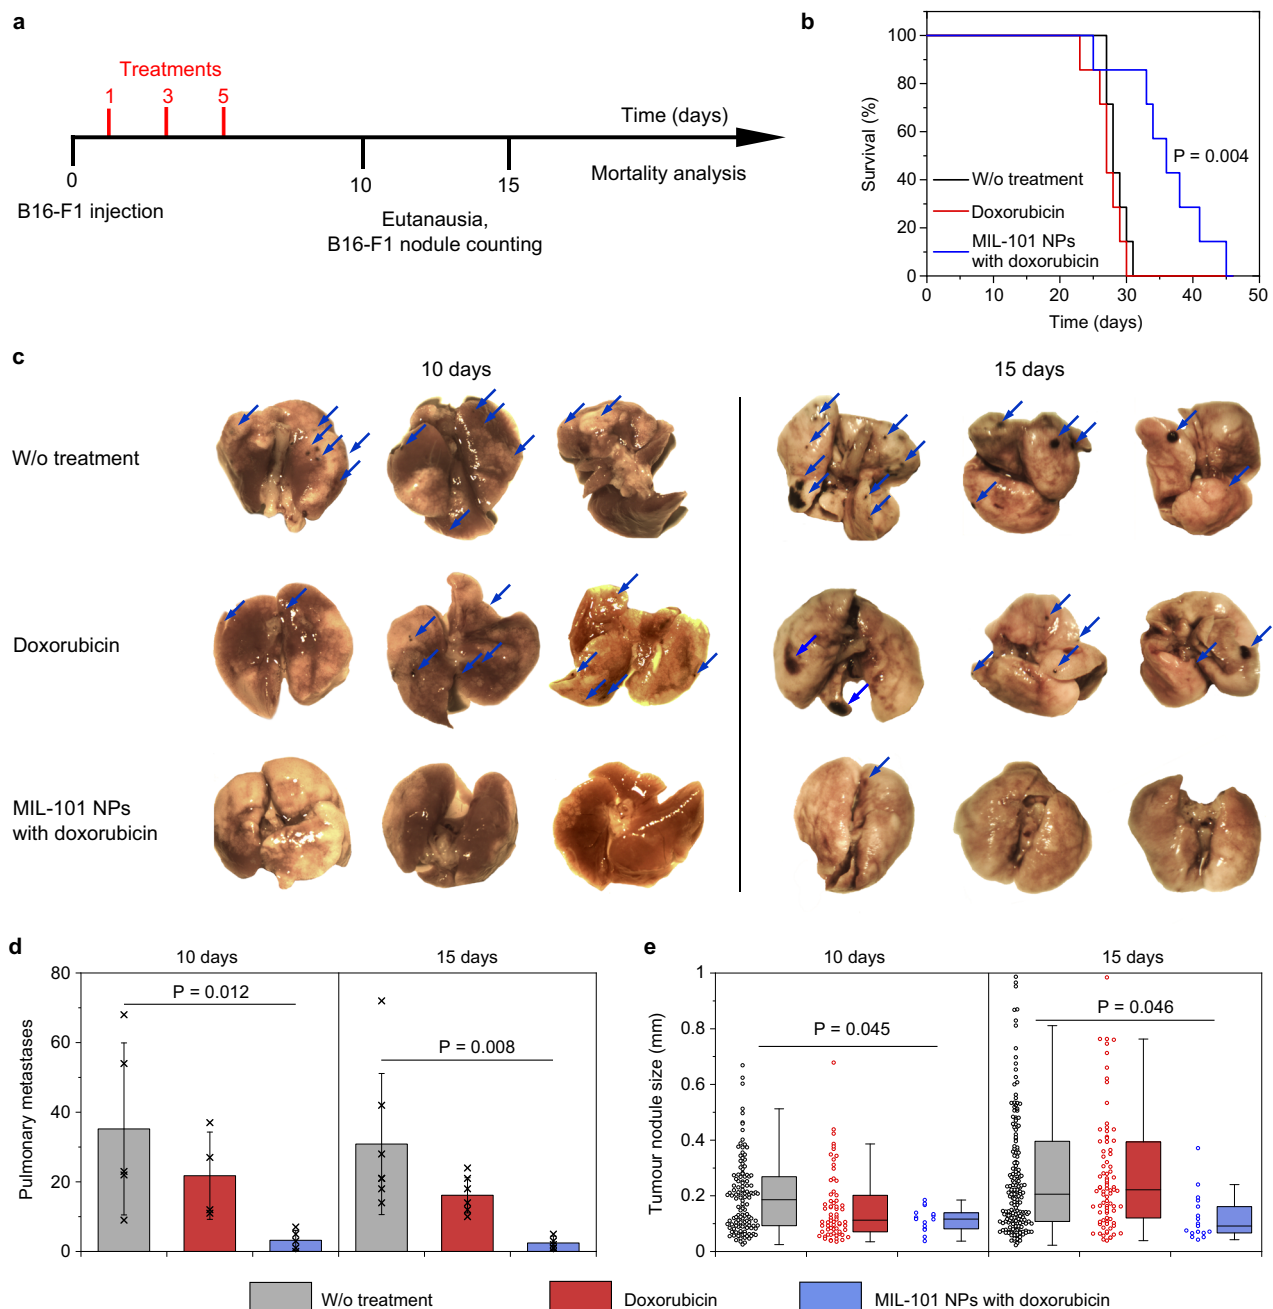 a
Treatments
1 3 5
Time (days)
0 10 15
Mortality analysis
B16-F1 injection
Eutanausia,
B16-F1 nodule counting
b
100
80
60
40
20
0
Survival (%)
P = 0.004
W/o treatment
Doxorubicin
MIL-101 NPs
with doxorubicin
0 10 20 30 40 50
Time (days)
c
10 days 15 days
W/o treatment
Doxorubicin
MIL-101 NPs
with doxorubicin
d
10 days 15 days
80
60
40
20
0
Pulmonary metastases
P = 0.012
P = 0.008
e
10 days 15 days
1
0.8
0.6
0.4
0.2
0
Tumour nodule size (mm)
P = 0.045
P = 0.046
W/o treatment Doxorubicin MIL-101 NPs with doxorubicin